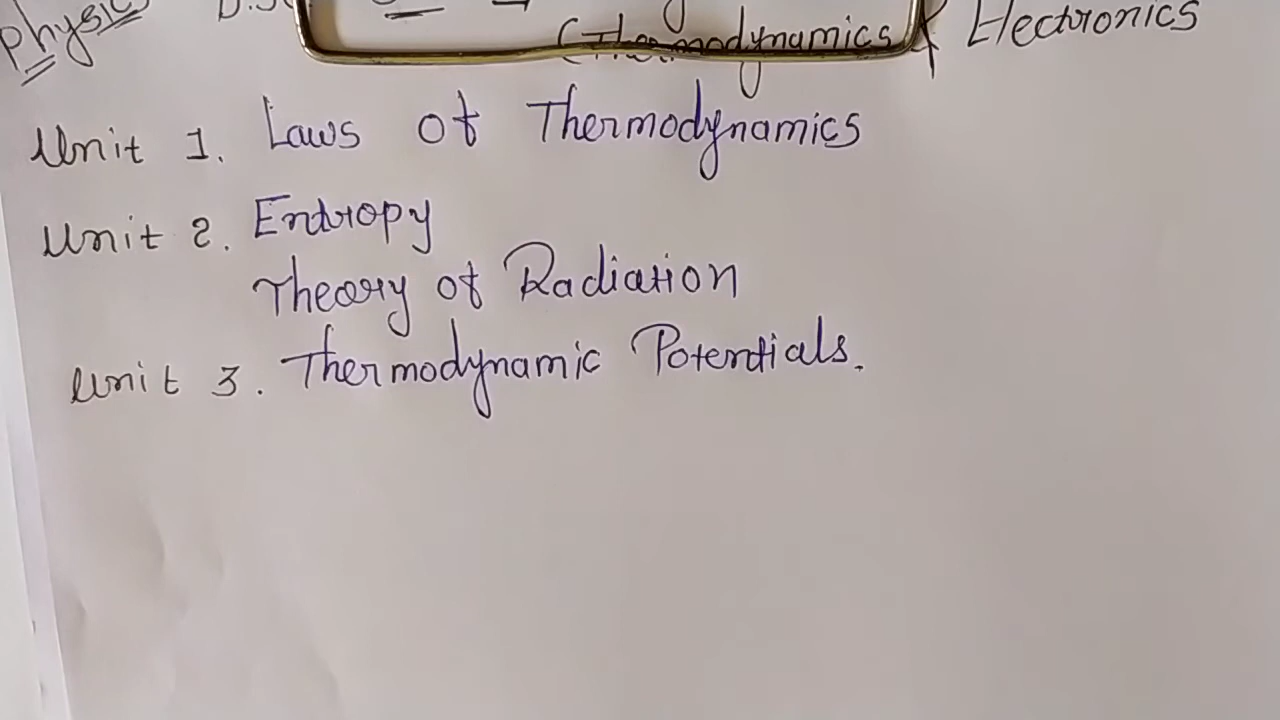 Physics
(Thermodynamics & Electronics
Unit 1. Laws of Thermodynamics
Unit 2. Entropy
Theory of Radiation
Unit 3. Thermodynamic Potentials.